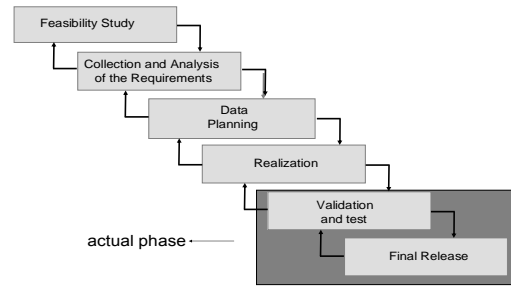 Feasibility Study
Collection and Analysis
of the Requirements
Data
Planning
Realization
Validation
and test
actual phase
Final Release